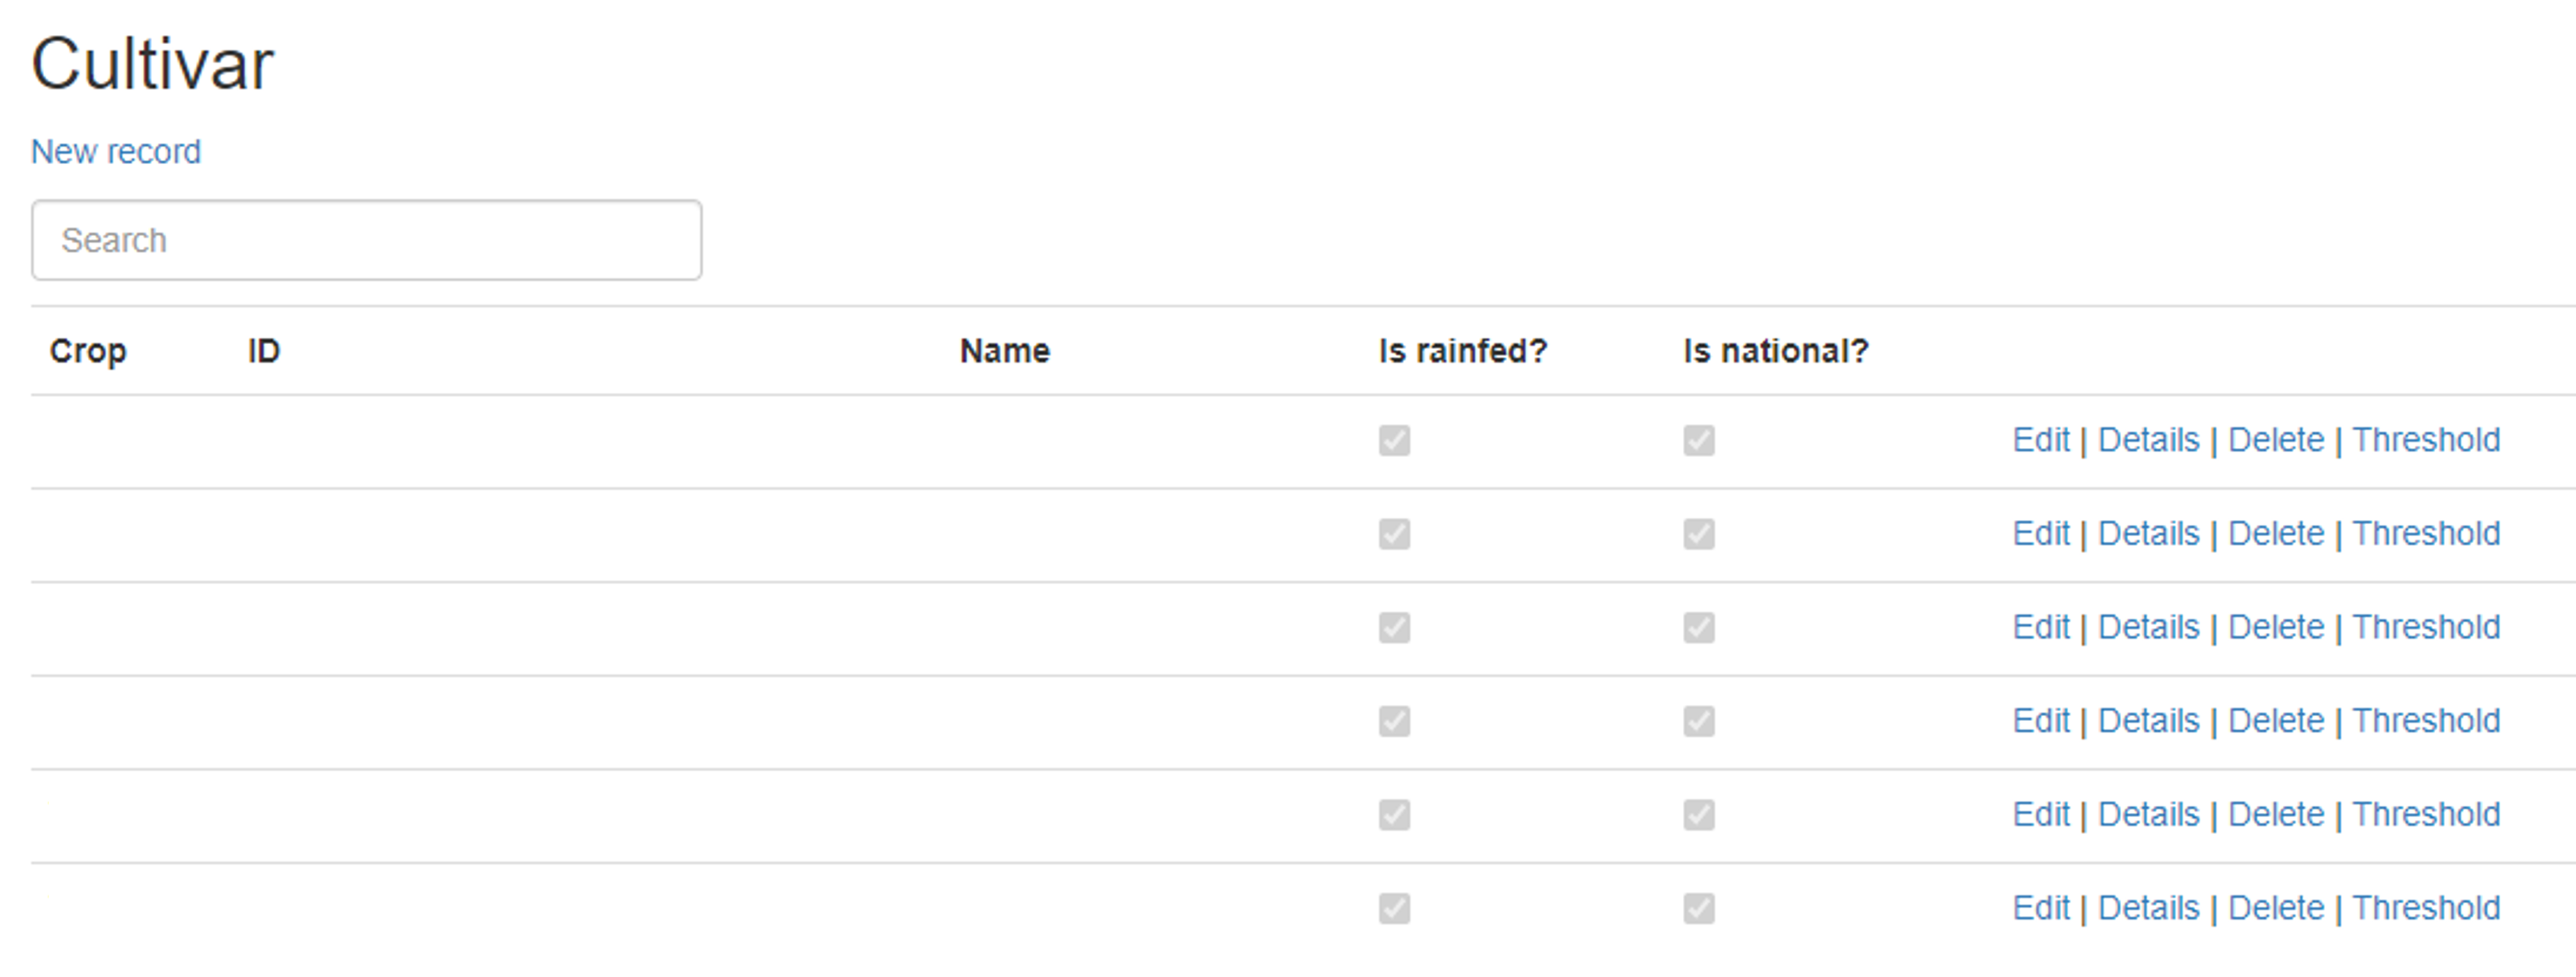 Cultivar
New record
Search
Crop ID Name Is rainfed? Is national?
Edit | Details | Delete | Threshold
Edit | Details | Delete | Threshold
Edit | Details | Delete | Threshold
Edit | Details | Delete | Threshold
Edit | Details | Delete | Threshold
Edit | Details | Delete | Threshold